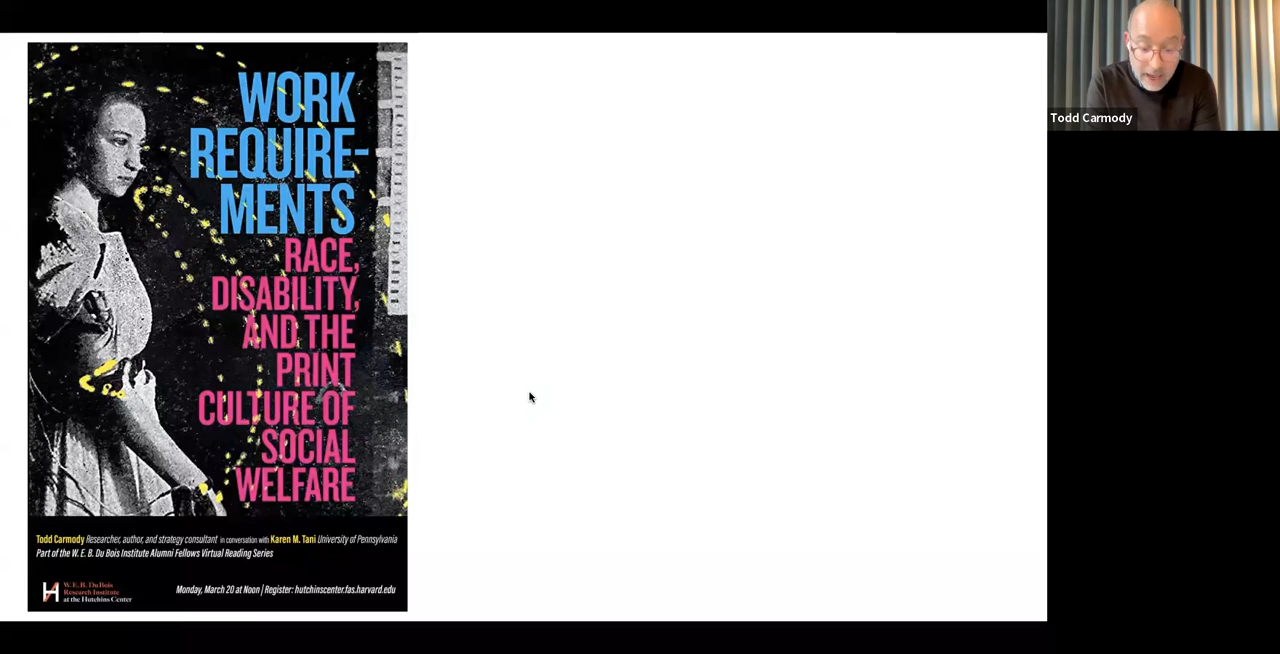 WORK
REQUIRE-
MENTS
RACE,
DISABILITY,
AND THE
PRINT
CULTURE OF
SOCIAL
WELFARE
Todd Carmody Researcher, author, and strategy consultant in conversation with Karen M. Tani University of Pennsylvania
Part of the W. E. B. Du Bois Institute Alumni Fellows Virtual Reading Series
W. E. B. Du Bois
Research Institute
at the Hutchins Center
Monday, March 20 at Noon | Register: hutchinscenter.fas.harvard.edu
Todd Carmody